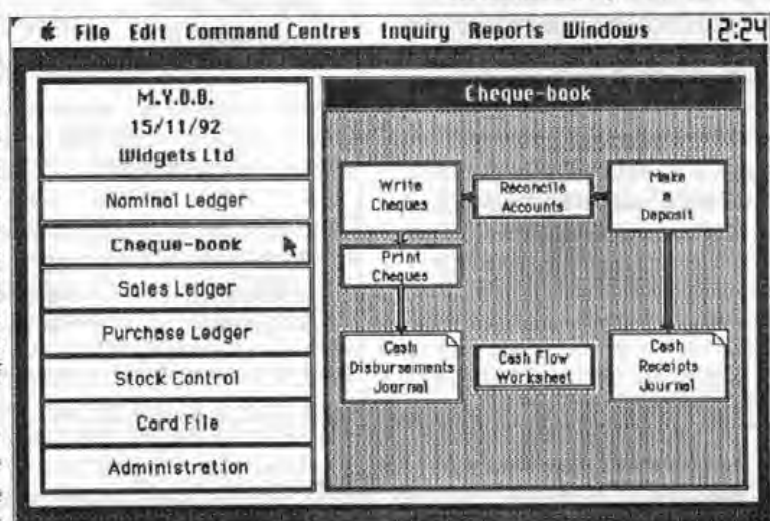 File Edit Command Centres Inquiry Reports Windows 12:24
M.Y.O.B.
15/11/92
Widgets Ltd
Nominal Ledger
Cheque-book
Sales Ledger
Purchase Ledger
Stock Control
Card File
Administration
Cheque-book
Write
Cheques
Reconcile
Accounts
Make
a
Deposit
Print
Cheques
Cash
Disbursements
Journal
Cash Flow
Worksheet
Cash
Receipts
Journal